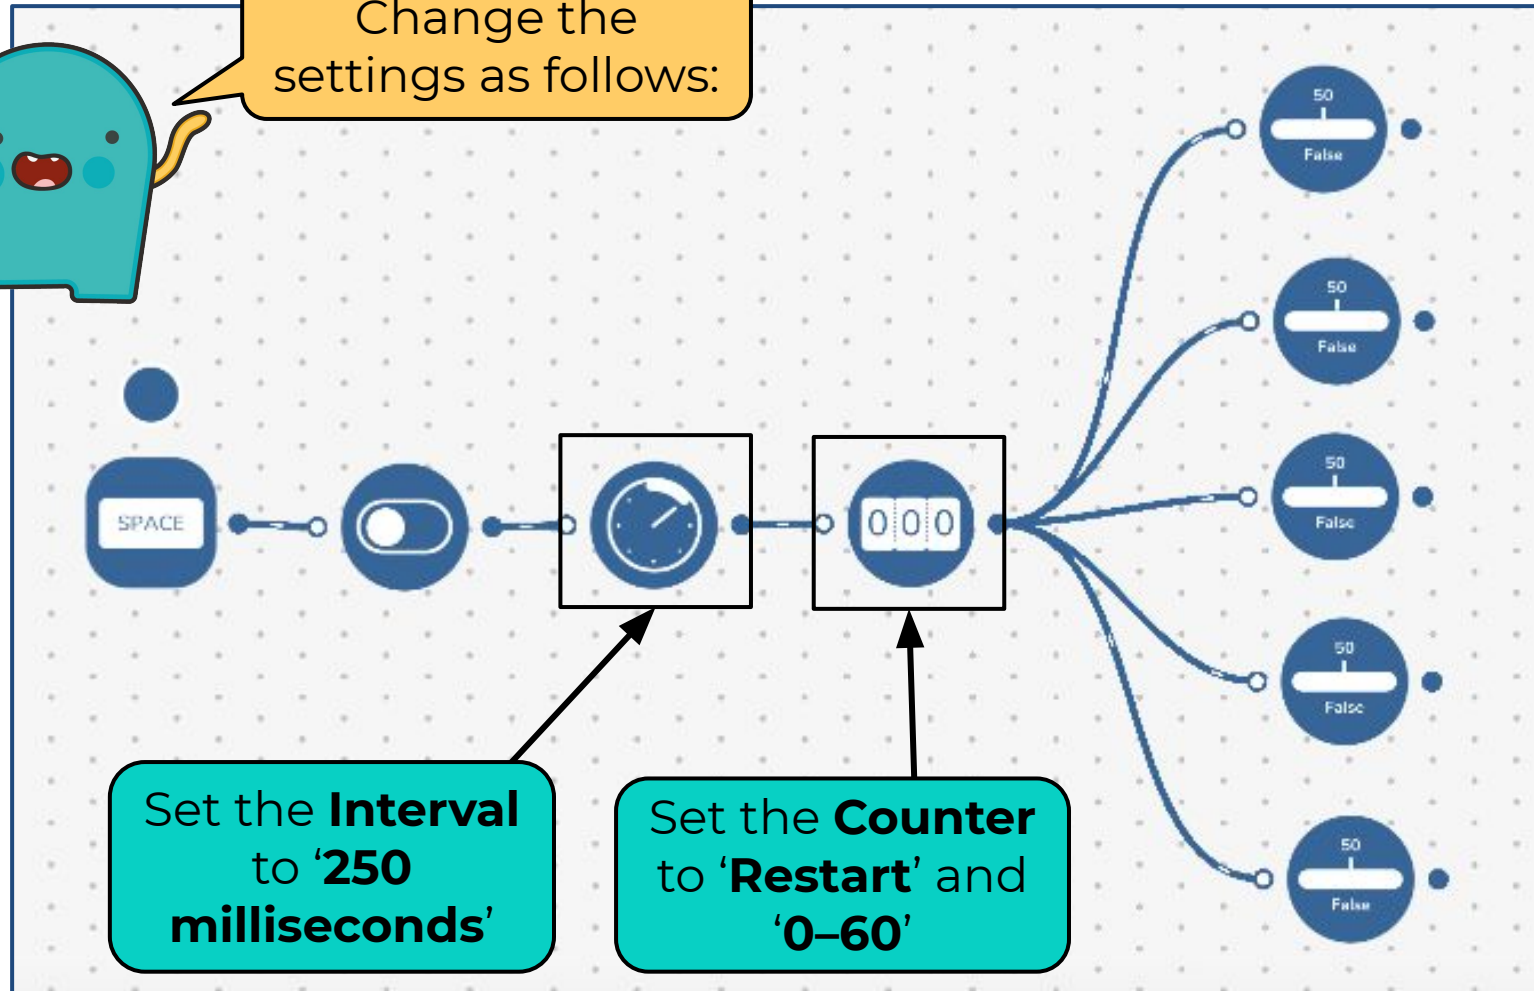 Change the
settings as follows:
50
False
50
False
50
False
SPACE
000
50
False
50
False
Set the Interval
to ‘250
milliseconds’
Set the Counter
to ‘Restart’ and
‘0–60’